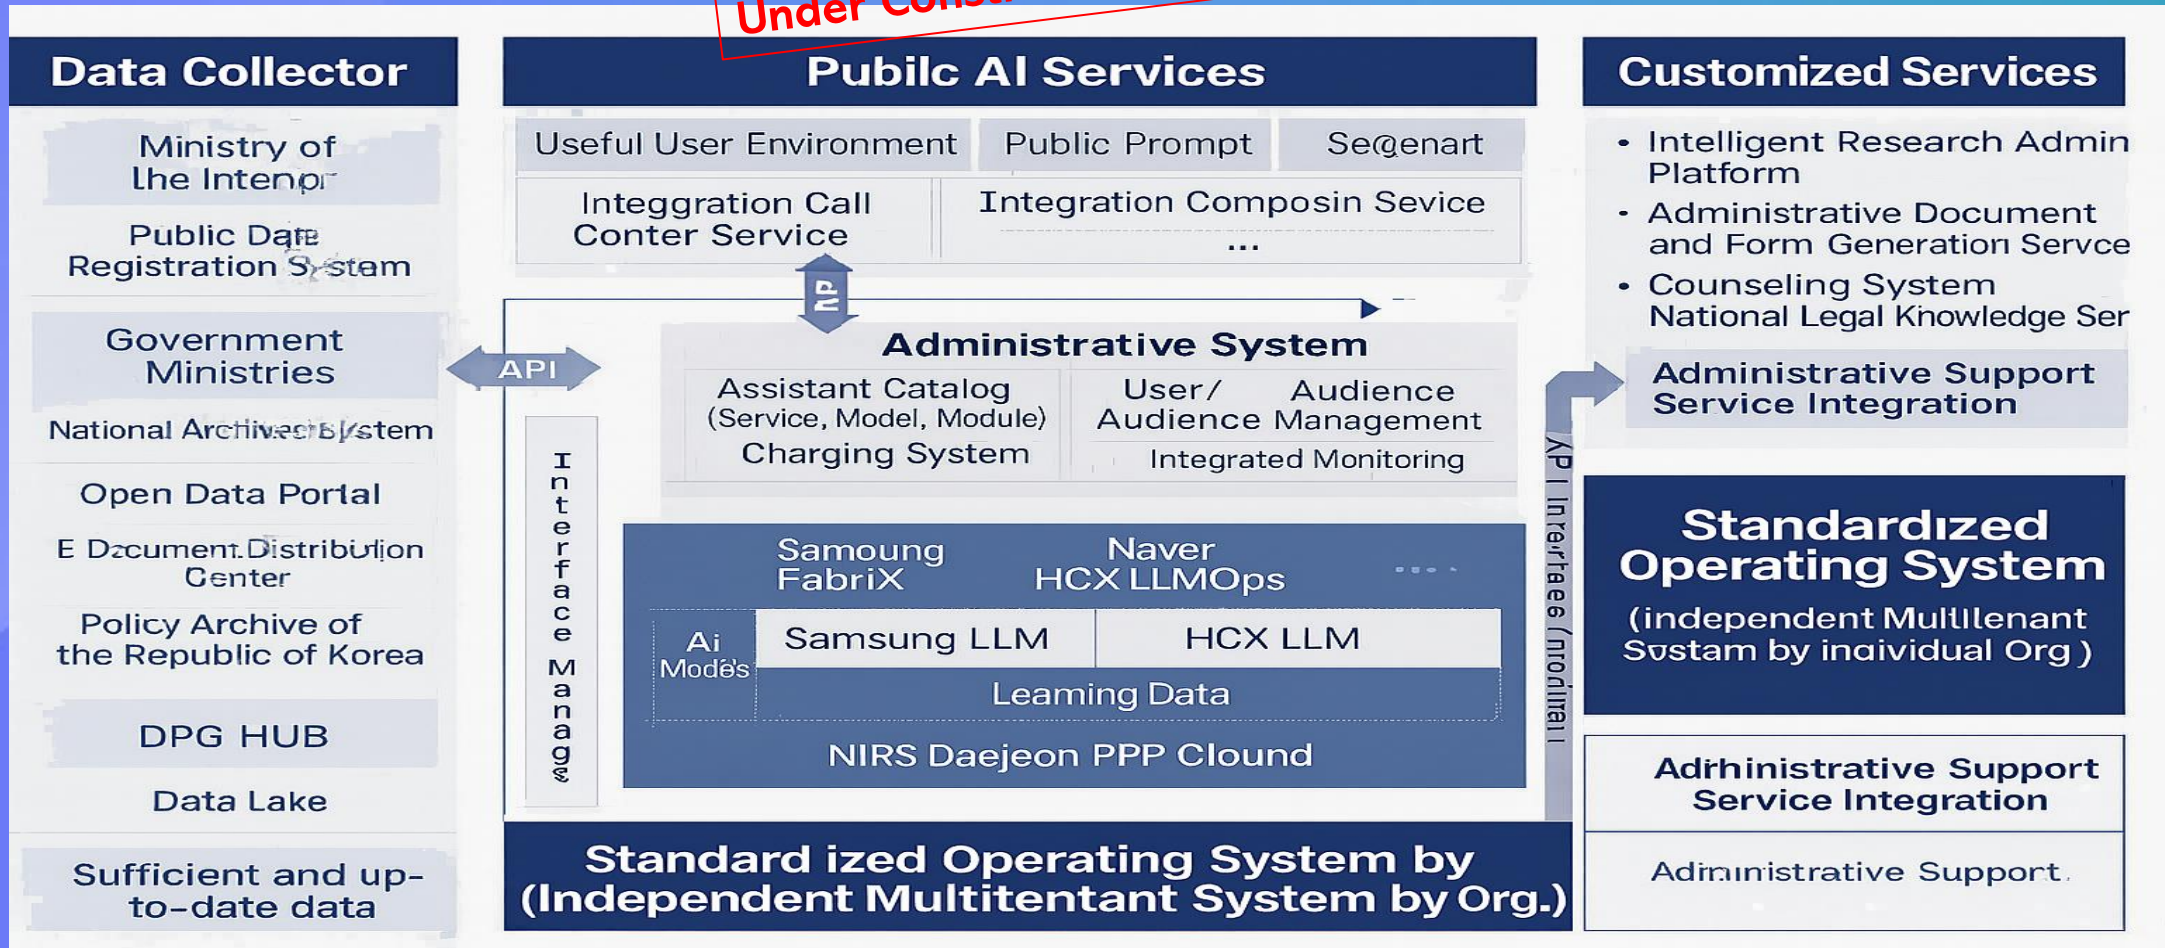 Under
Data Collector
Ministry of
Public
Registration
Government
Ministries
National
Open Data Portal
Center
Policy Archive of
the Republic of Korea
DPG HUB
Data Lake
Sufficient and up-
to-date data
Pubilc AI Services
Useful User Environment
Public Prompt
Integgration Call
Conter Service
Integration Composin Sevice
...
API
Interface
Administrative System
Assistant Catalog
(Service, Model, Module)
Charging System
User/ Audience
Audience Management
Integrated Monitoring
Samoung
FabriX
Naver
HCX LLMOps
Ai
Samsung LLM
HCX LLM
Leaming Data
NIRS Daejeon PPP Clound
Standard ized Operating System by
(Independent Multitentant System by Org.)
Customized Services
• Intelligent Research Admin
Platform
• Administrative Document
and Form Generation Servce
• Counseling System
National Legal Knowledge Ser
Administrative Support
Service Integration
Standardized
Operating System
(independent
by Org )
Support
Service Integration
Support